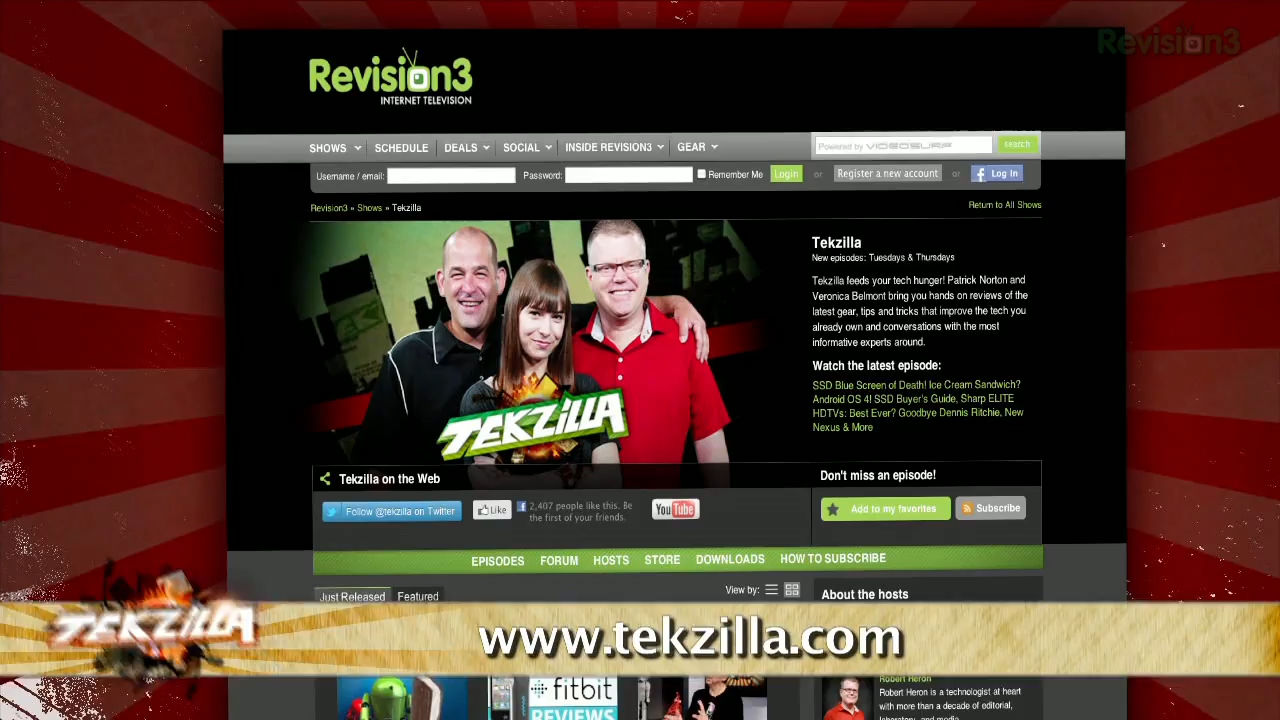 Revision3
Revision3
INTERNET TELEVISION
SHOWS
SCHEDULE
DEALS
SOCIAL
INSIDE REVISION3
GEAR
Powered by VIDEOSURF
search
Username / email:
Password:
Remember Me
Login
or
Register a new account
or
f Log In
Revision3 » Shows » Tekzilla
Return to All Shows
Tekzilla
New episodes: Tuesdays & Thursdays
Tekzilla feeds your tech hunger! Patrick Norton and
Veronica Belmont bring you hands on reviews of the
latest gear, tips and tricks that improve the tech you
already own and conversations with the most
informative experts around.
Watch the latest episode:
SSD Blue Screen of Death! Ice Cream Sandwich?
Android OS 4! SSD Buyer's Guide, Sharp ELITE
HDTVs: Best Ever? Goodbye Dennis Ritchie, New
Nexus & More
TEKZILLA
Tekzilla on the Web
Don't miss an episode!
Follow @tekzilla on Twitter
Like
f 2,407 people like this. Be
the first of your friends.
YouTube
Add to my favorites
Subscribe
EPISODES
FORUM
HOSTS
STORE
DOWNLOADS
HOW TO SUBSCRIBE
Just Released
Featured
View by:
About the hosts
TEKZILLA
www.tekzilla.com
fitbit
REVIEWS
Robert Heron
Robert Heron is a technologist at heart
with more than a decade of editorial,
laboratory, and media